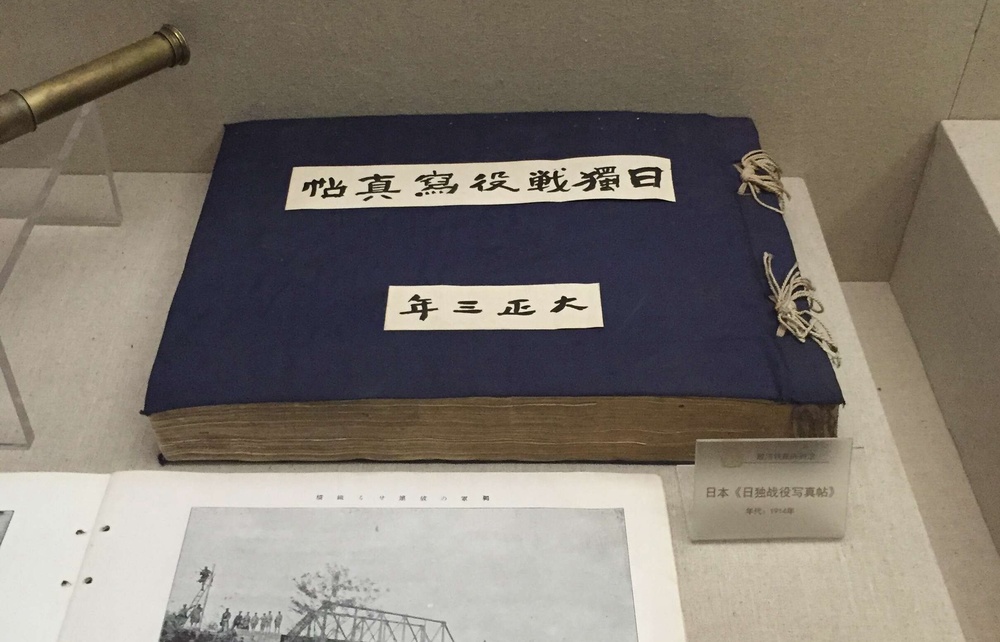 日獨戦役寫真帖
大正三年
日本《日独战役写真帖》
年代：1914年